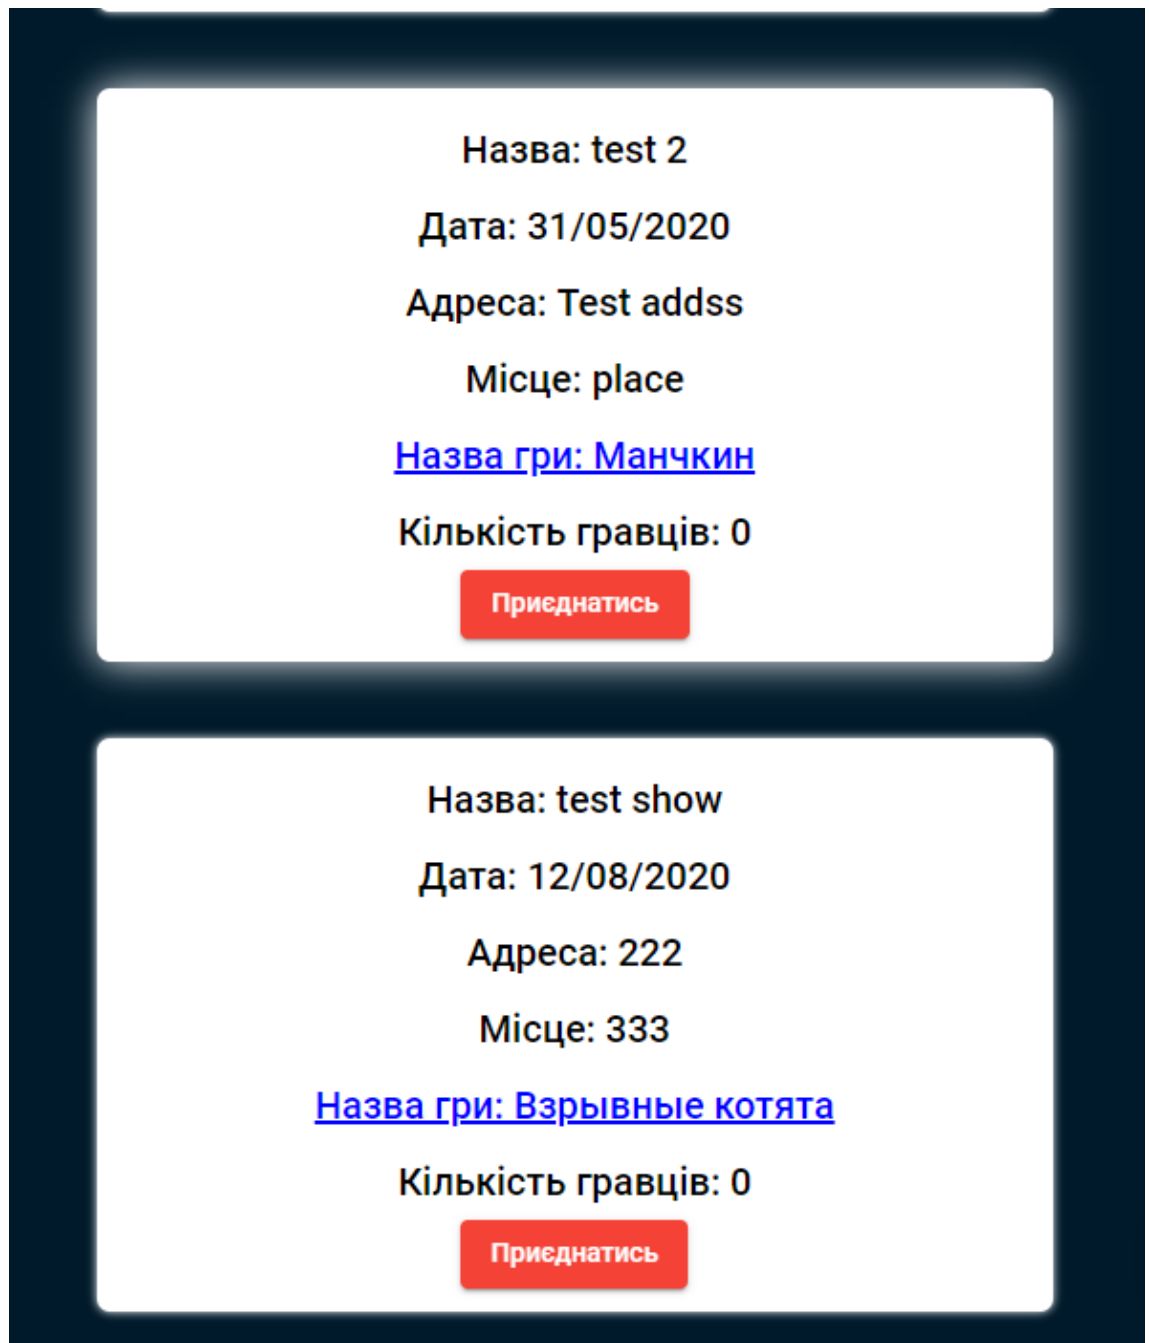 Назва: test 2
Дата: 31/05/2020
Адреса: Test addss
Місце: place
Назва гри: Манчкин
Кількість гравців: 0
Приєднатись
Назва: test show
Дата: 12/08/2020
Адреса: 222
Місце: 333
Назва гри: Взрывные котята
Кількість гравців: 0
Приєднатись